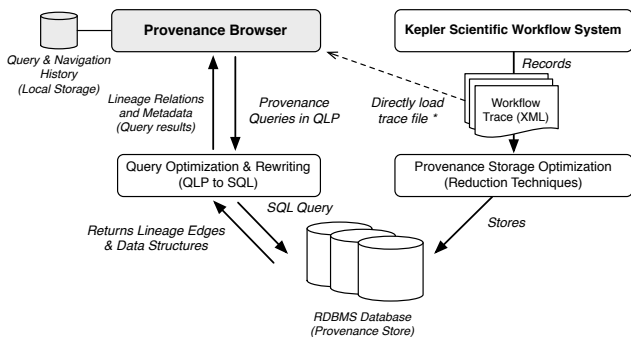 Provenance Browser
Kepler Scientific Workflow System
Query & Navigation
History
(Local Storage)
Records
Lineage Relations
and Metadata
(Query results)
Provenance
Queries in QLP
Directly load
trace file *
Workflow
Trace (XML)
Query Optimization & Rewriting
(QLP to SQL)
Provenance Storage Optimization
(Reduction Techniques)
SQL Query
Stores
Returns Lineage Edges
& Data Structures
RDBMS Database
(Provenance Store)